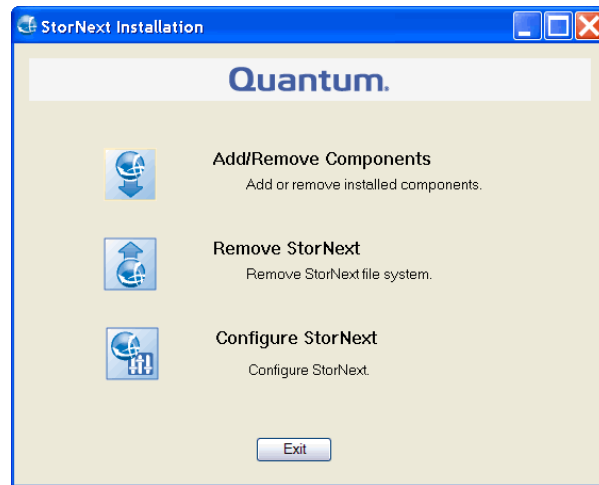 StorNext Installation
Quantum.
Add/Remove Components
Add or remove installed components.
Remove StorNext
Remove StorNext file system.
Configure StorNext
Configure StorNext.
Exit